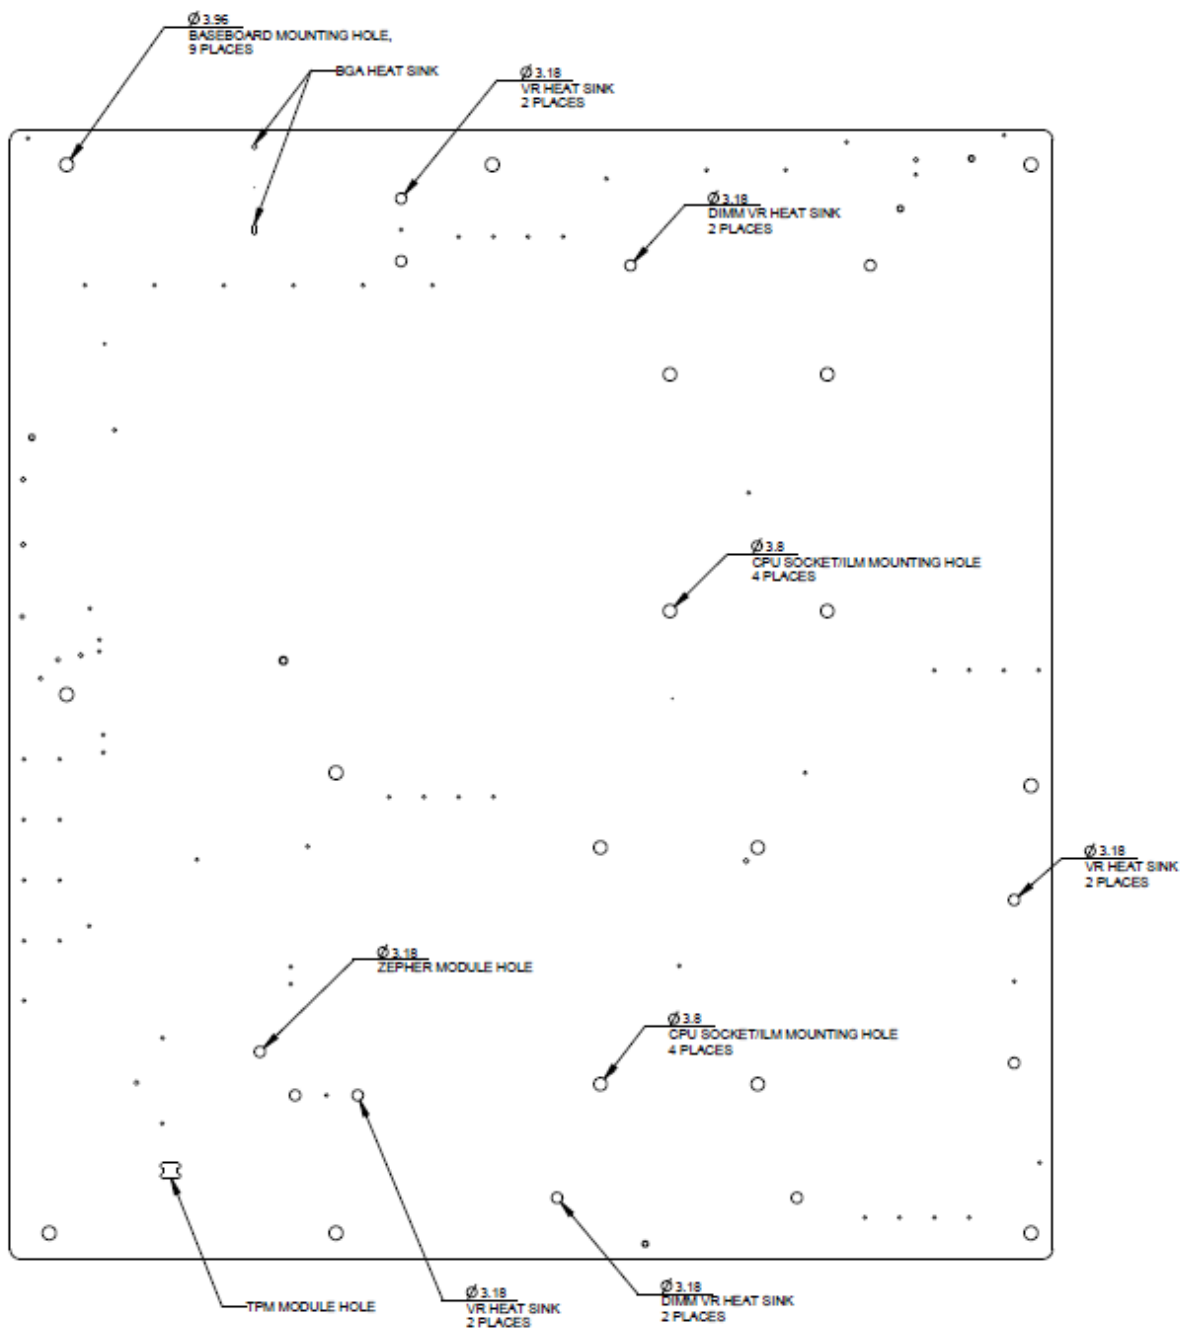 Ø 3.96
BASEBOARD MOUNTING HOLE,
9 PLACES
BGA HEAT SINK
Ø 3.18
VR HEAT SINK
2 PLACES
Ø 3.18
DIMM VR HEAT SINK
2 PLACES
Ø 3.8
CPU SOCKET/ILM MOUNTING HOLE
4 PLACES
Ø 3.18
VR HEAT SINK
2 PLACES
Ø 3.18
ZEPHER MODULE HOLE
Ø 3.8
CPU SOCKET/ILM MOUNTING HOLE
4 PLACES
TPM MODULE HOLE
Ø 3.18
VR HEAT SINK
2 PLACES
Ø 3.18
DIMM VR HEAT SINK
2 PLACES